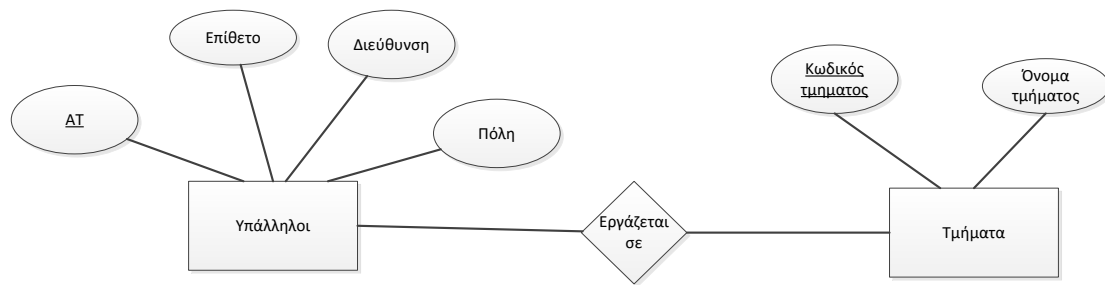 Επίθετο
Διεύθυνση
ΑΤ
Πόλη
Κωδικός
τμηματος
Όνομα
τμήματος
Υπάλληλοι
Εργάζεται
σε
Τμήματα